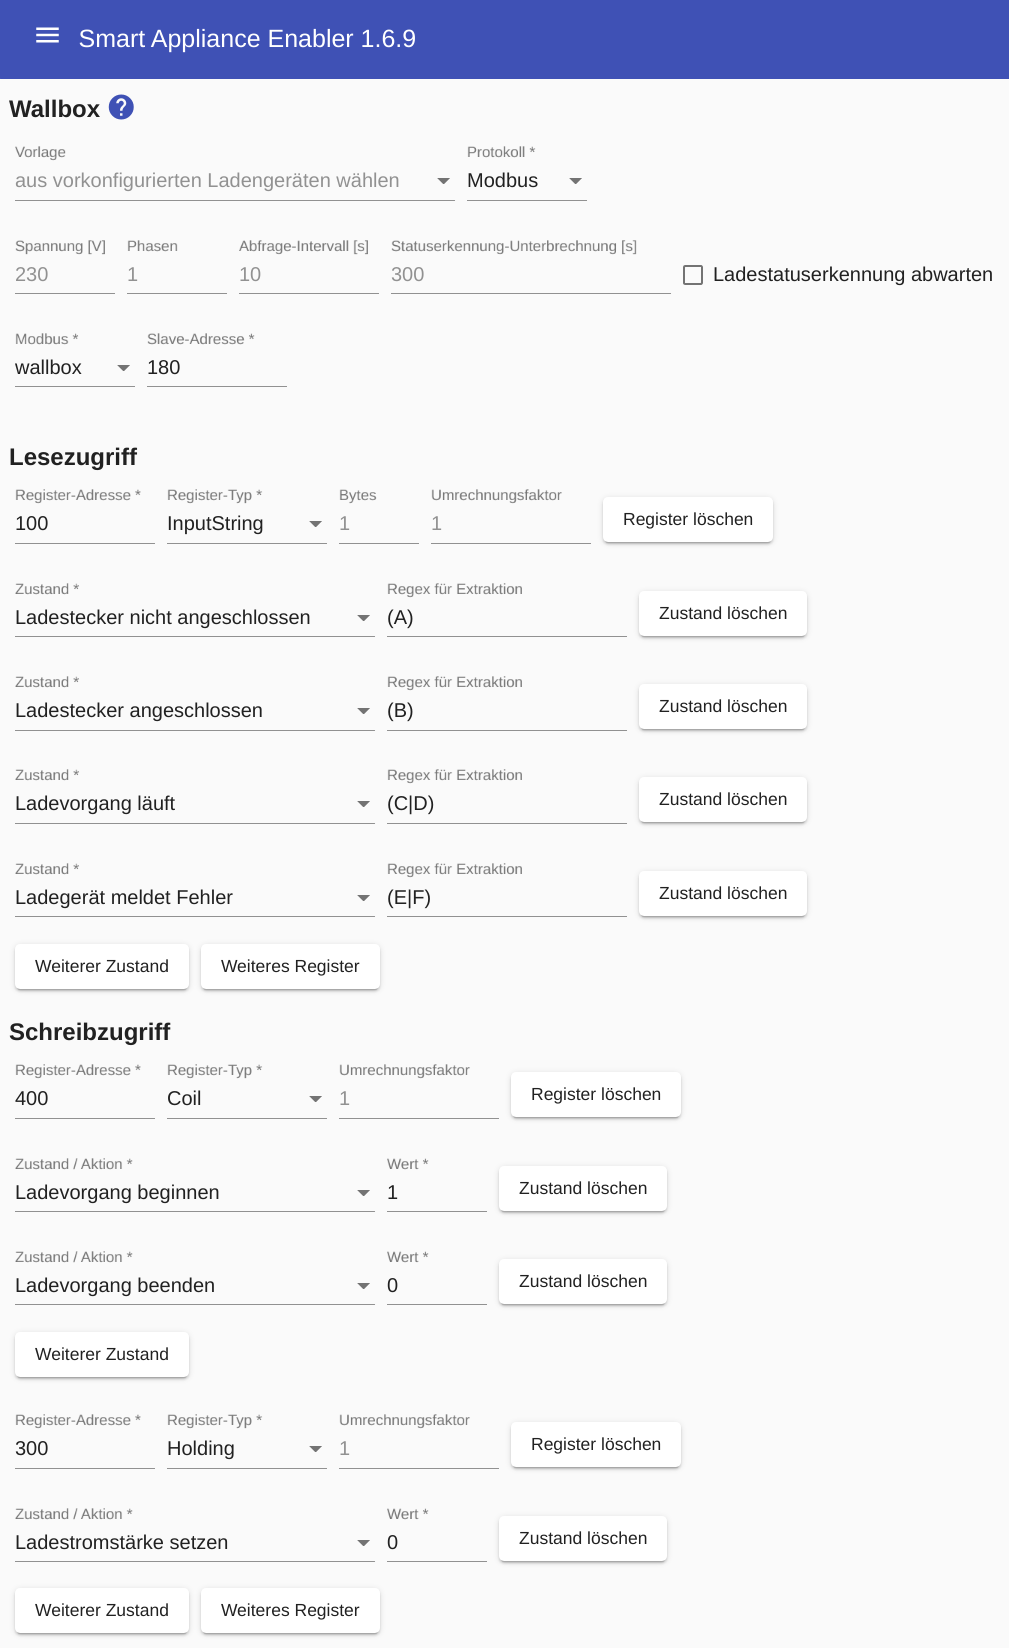 Smart Appliance Enabler 1.6.9
Wallbox ?
Vorlage Protokoll *
aus vorkonfigurierten Ladengeräten wählen Modbus
Spannung [V] Phasen Abfrage-Intervall [s] Statuserkennung-Unterbrechnung [s]
230 1 10 300 Ladestatuserkennung abwarten
Modbus * Slave-Adresse *
wallbox 180
Lesezugriff
Register-Adresse * Register-Typ * Bytes Umrechnungsfaktor
100 InputString 1 1 Register löschen
Zustand * Regex für Extraktion
Ladestecker nicht angeschlossen (A) Zustand löschen
Zustand * Regex für Extraktion
Ladestecker angeschlossen (B) Zustand löschen
Zustand * Regex für Extraktion
Ladevorgang läuft (C|D) Zustand löschen
Zustand * Regex für Extraktion
Ladegerät meldet Fehler (E|F) Zustand löschen
Weiterer Zustand Weiteres Register
Schreibzugriff
Register-Adresse * Register-Typ * Umrechnungsfaktor
400 Coil 1 Register löschen
Zustand / Aktion * Wert *
Ladevorgang beginnen 1 Zustand löschen
Zustand / Aktion * Wert *
Ladevorgang beenden 0 Zustand löschen
Weiterer Zustand
Register-Adresse * Register-Typ * Umrechnungsfaktor
300 Holding 1 Register löschen
Zustand / Aktion * Wert *
Ladestromstärke setzen 0 Zustand löschen
Weiterer Zustand Weiteres Register